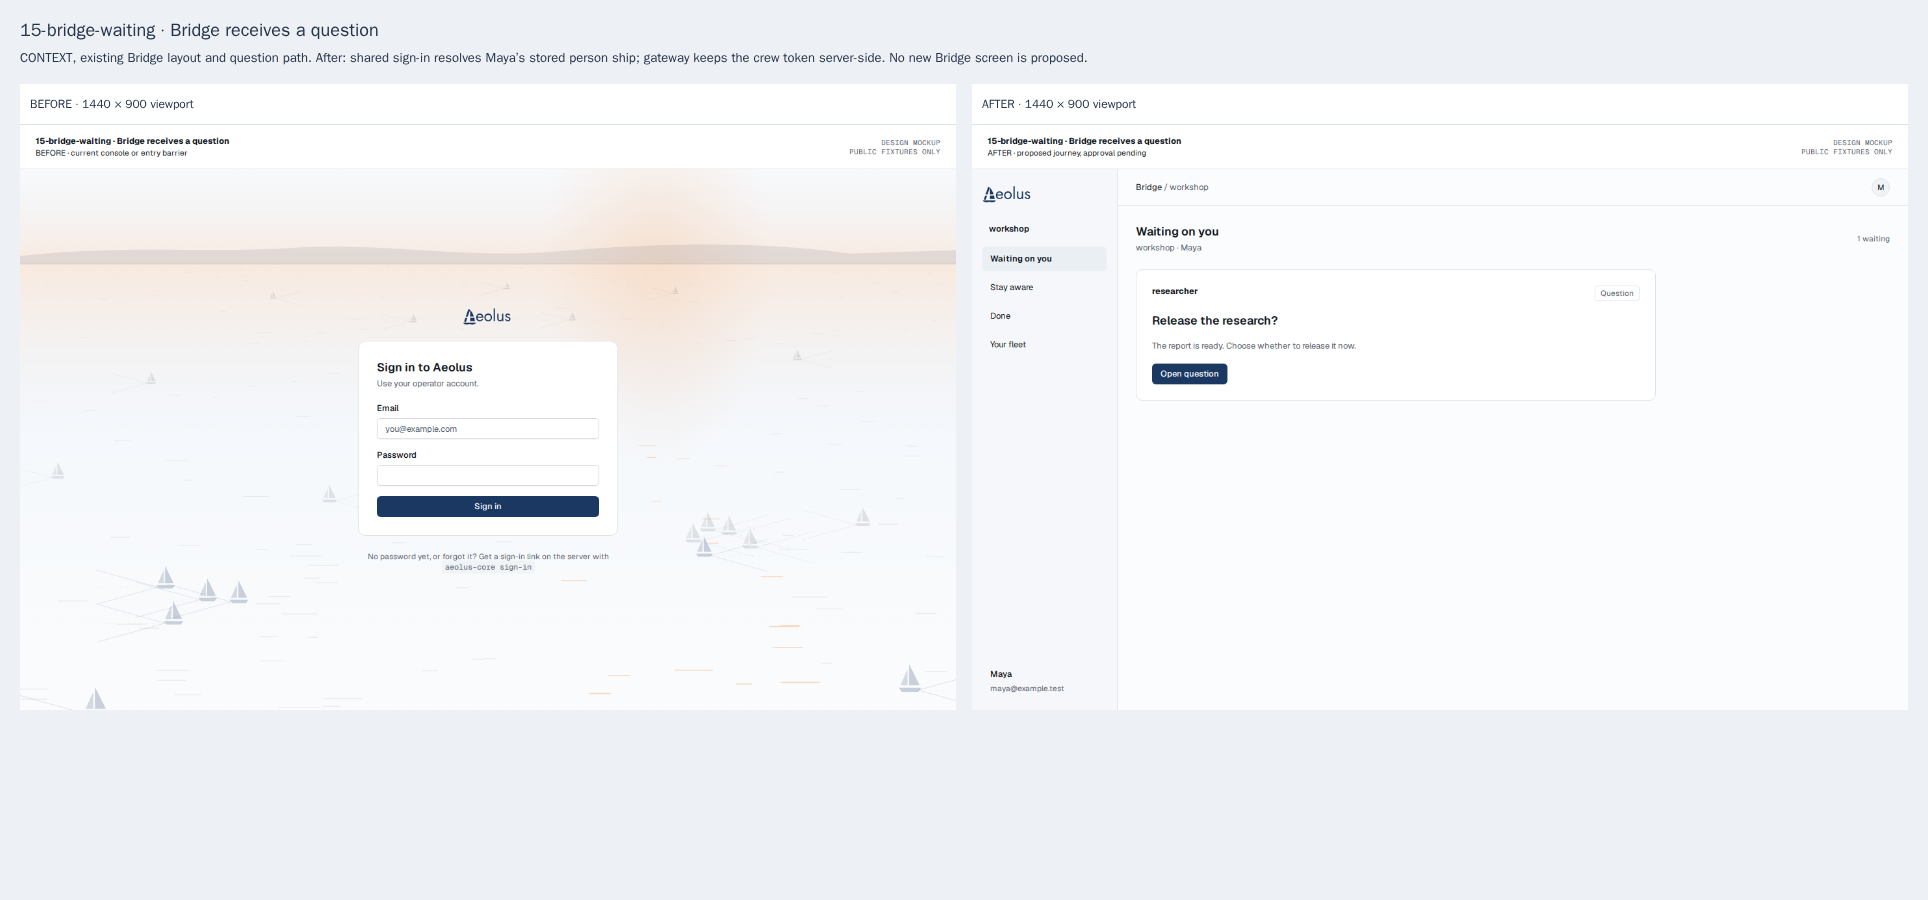 15-bridge-waiting · Bridge receives a question
CONTEXT, existing Bridge layout and question path. After: shared sign-in resolves Maya's stored person ship; gateway keeps the crew token server-side. No new Bridge screen is proposed.
BEFORE · 1440 × 900 viewport
15-bridge-waiting · Bridge receives a question
BEFORE · current console or entry barrier
DESIGN MOCKUP
PUBLIC FIXTURES ONLY
Aeolus
Sign in to Aeolus
Use your operator account.
Email
you@example.com
Password
Sign in
No password yet, or forgot it? Get a sign-in link on the server with
aeolus-core sign-in
AFTER · 1440 × 900 viewport
15-bridge-waiting · Bridge receives a question
AFTER · proposed journey, approval pending
DESIGN MOCKUP
PUBLIC FIXTURES ONLY
Aeolus
workshop
Waiting on you
Stay aware
Done
Your fleet
Maya
maya@example.test
Bridge / workshop
M
Waiting on you
workshop · Maya
1 waiting
researcher
Question
Release the research?
The report is ready. Choose whether to release it now.
Open question